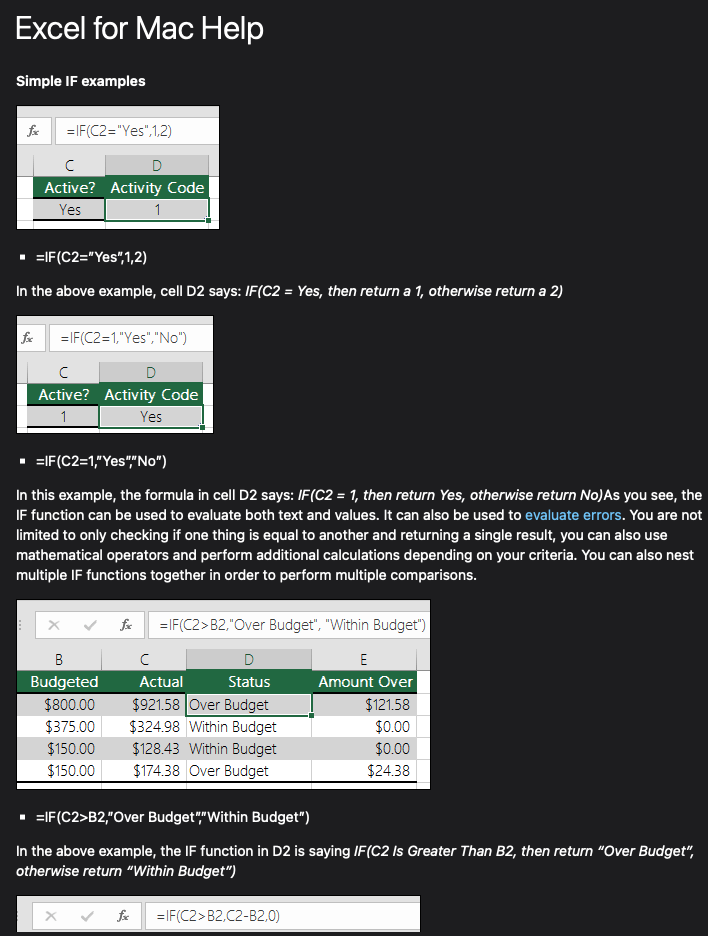 Excel for Mac Help
Simple IF examples
fx =IF(C2="Yes",1,2)
C D
Active? Activity Code
Yes 1
▪ =IF(C2="Yes",1,2)
In the above example, cell D2 says: IF(C2 = Yes, then return a 1, otherwise return a 2)
fx =IF(C2=1,"Yes","No")
C D
Active? Activity Code
1 Yes
▪ =IF(C2=1,"Yes","No")
In this example, the formula in cell D2 says: IF(C2 = 1, then return Yes, otherwise return No)As you see, the
IF function can be used to evaluate both text and values. It can also be used to evaluate errors. You are not
limited to only checking if one thing is equal to another and returning a single result, you can also use
mathematical operators and perform additional calculations depending on your criteria. You can also nest
multiple IF functions together in order to perform multiple comparisons.
fx =IF(C2>B2,"Over Budget", "Within Budget")
B C D E
Budgeted Actual Status Amount Over
$800.00 $921.58 Over Budget $121.58
$375.00 $324.98 Within Budget $0.00
$150.00 $128.43 Within Budget $0.00
$150.00 $174.38 Over Budget $24.38
▪ =IF(C2>B2,"Over Budget","Within Budget")
In the above example, the IF function in D2 is saying IF(C2 Is Greater Than B2, then return “Over Budget”,
otherwise return “Within Budget”)
fx =IF(C2>B2,C2-B2,0)